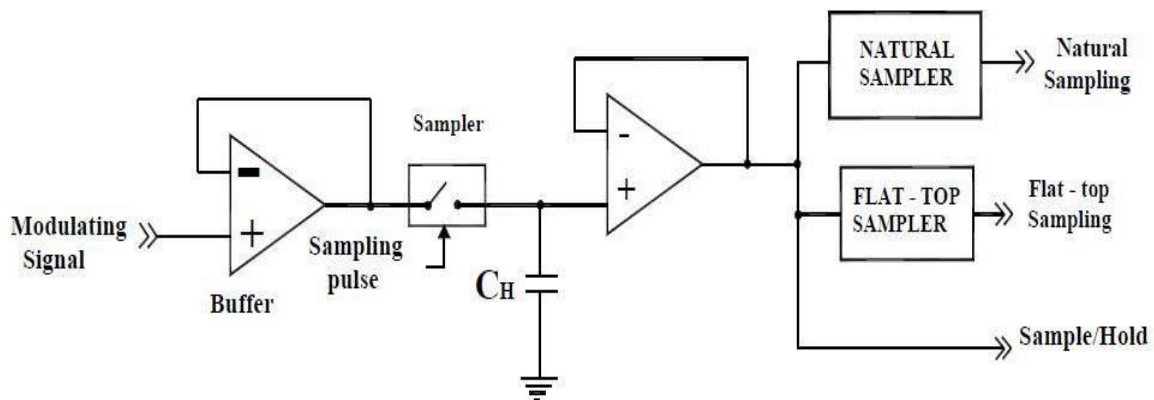 Modulating
Signal
-
+
Buffer
Sampler
Sampling
pulse
CH
-
+
NATURAL
SAMPLER
Natural
Sampling
FLAT - TOP
SAMPLER
Flat - top
Sampling
Sample/Hold